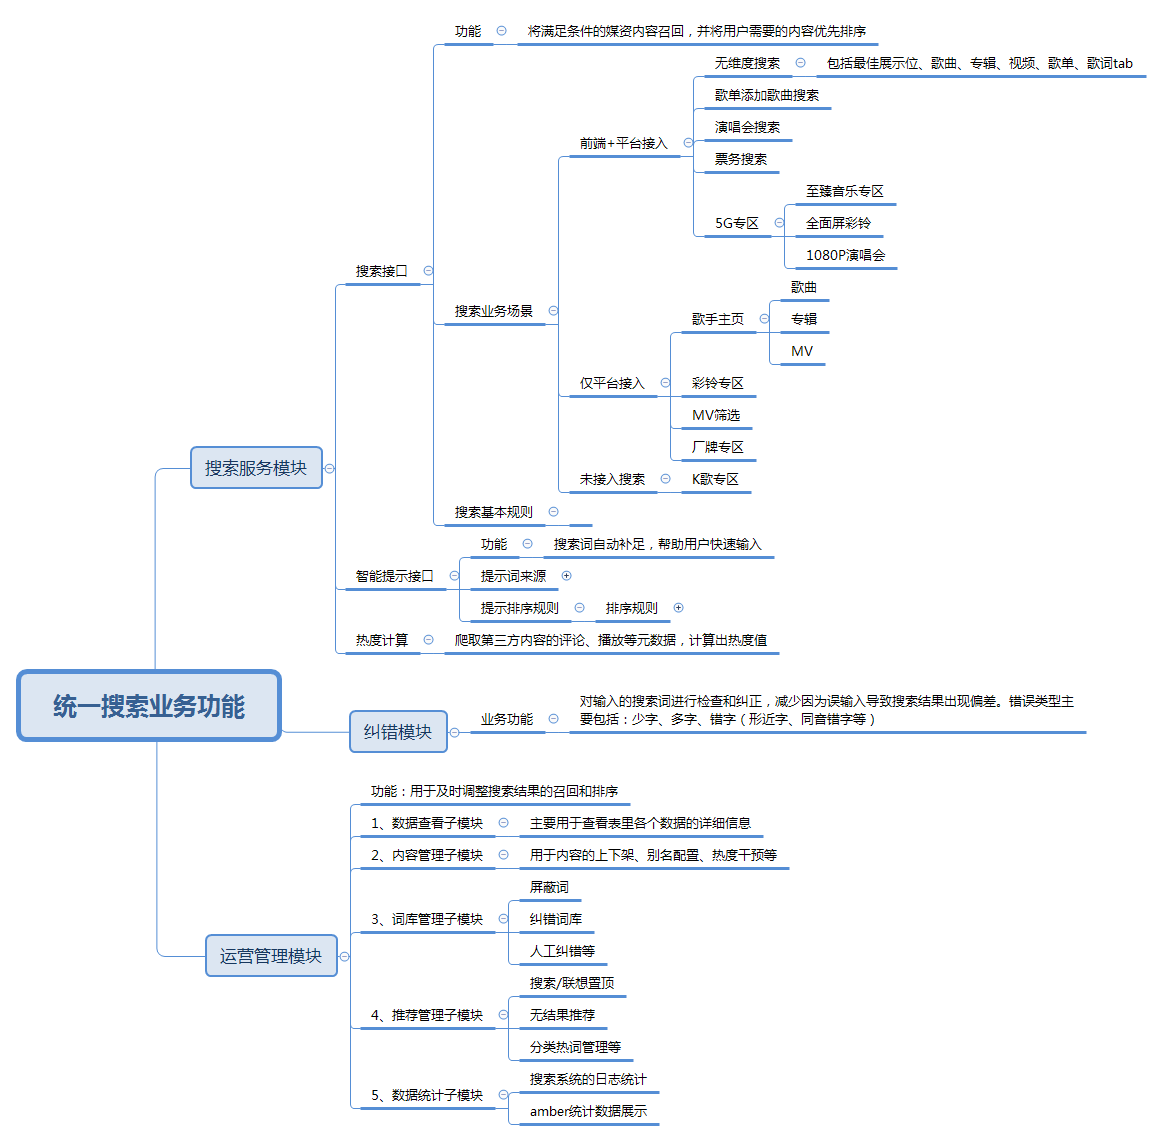 功能
将满足条件的媒资内容召回，并将用户需要的内容优先排序
无维度搜索
包括最佳展示位、歌曲、专辑、视频、歌单、歌词tab
歌单添加歌曲搜索
演唱会搜索
前端+平台接入
票务搜索
至臻音乐专区
5G专区
全面屏彩铃
1080P演唱会
搜索接口
歌曲
搜索业务场景
歌手主页
专辑
MV
仅平台接入
彩铃专区
MV筛选
厂牌专区
搜索服务模块
未接入搜索
K歌专区
搜索基本规则
功能
搜索词自动补足，帮助用户快速输入
智能提示接口
提示词来源
提示排序规则
排序规则
热度计算
爬取第三方内容的评论、播放等元数据，计算出热度值
统一搜索业务功能
纠错模块
业务功能
对输入的搜索词进行检查和纠正，减少因为误输入导致搜索结果出现偏差。错误类型主
要包括：少字、多字、错字（形近字、同音错字等）
功能：用于及时调整搜索结果的召回和排序
1、数据查看子模块
主要用于查看表里各个数据的详细信息
2、内容管理子模块
用于内容的上下架、别名配置、热度干预等
屏蔽词
3、词库管理子模块
纠错词库
人工纠错等
运营管理模块
搜索/联想置顶
4、推荐管理子模块
无结果推荐
分类热词管理等
搜索系统的日志统计
5、数据统计子模块
amber统计数据展示